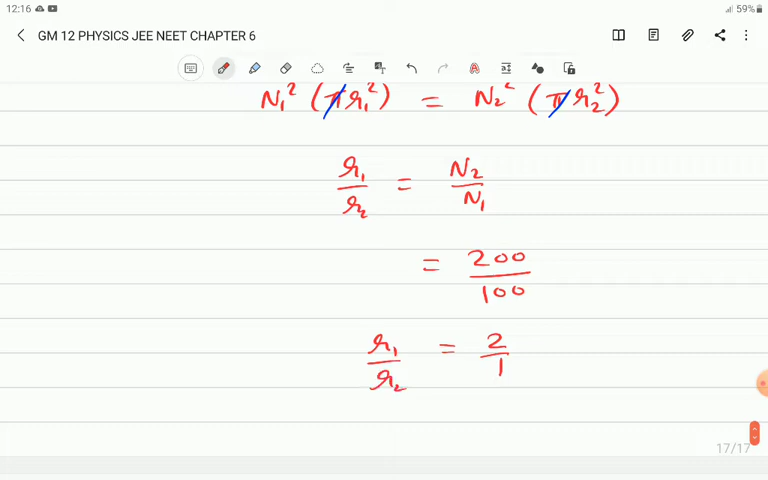 12:16 59%
GM 12 PHYSICS JEE NEET CHAPTER 6
N₁² (πr₁²) = N₂² (πr₂²)
r₁/r₂ = N₂/N₁
= 200/100
r₁/r₂ = 2/1
17/17